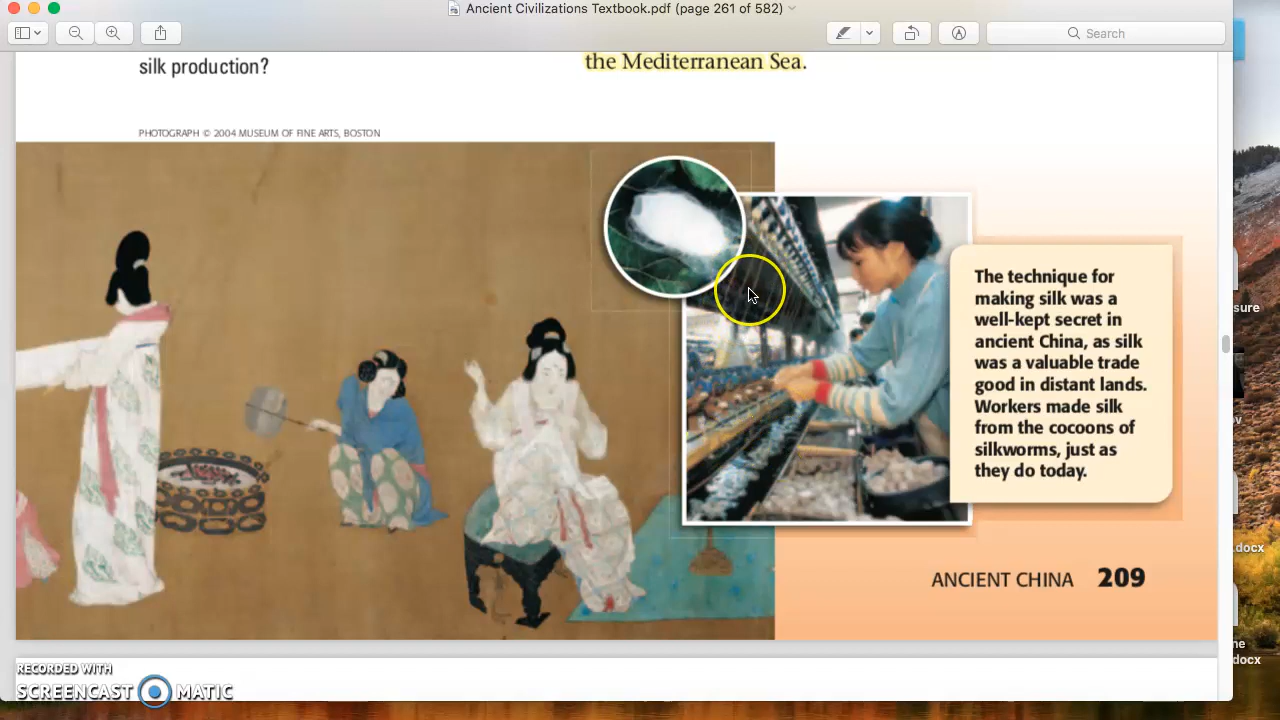 Ancient Civilizations Textbook.pdf (page 261 of 582)
Search
silk production?
the Mediterranean Sea.
PHOTOGRAPH © 2004 MUSEUM OF FINE ARTS, BOSTON
The technique for
making silk was a
well-kept secret in
ancient China, as silk
was a valuable trade
good in distant lands.
Workers made silk
from the cocoons of
silkworms, just as
they do today.
ANCIENT CHINA 209
sure
.docx
.docx
RECORDED WITH
SCREENCAST MATIC